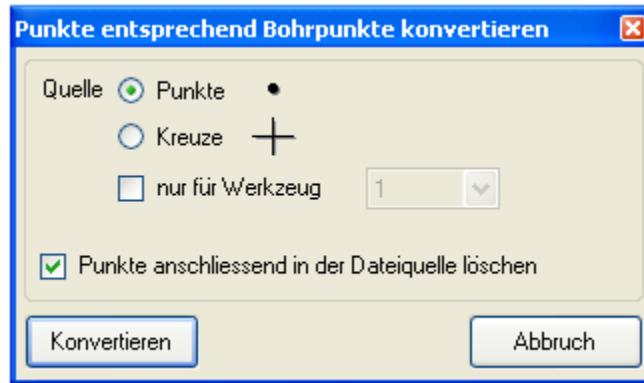 Punkte entsprechend Bohrpunkte konvertieren
Quelle Punkte
Kreuze
nur für Werkzeug 1
Punkte anschliessend in der Dateiquelle löschen
Konvertieren Abbruch